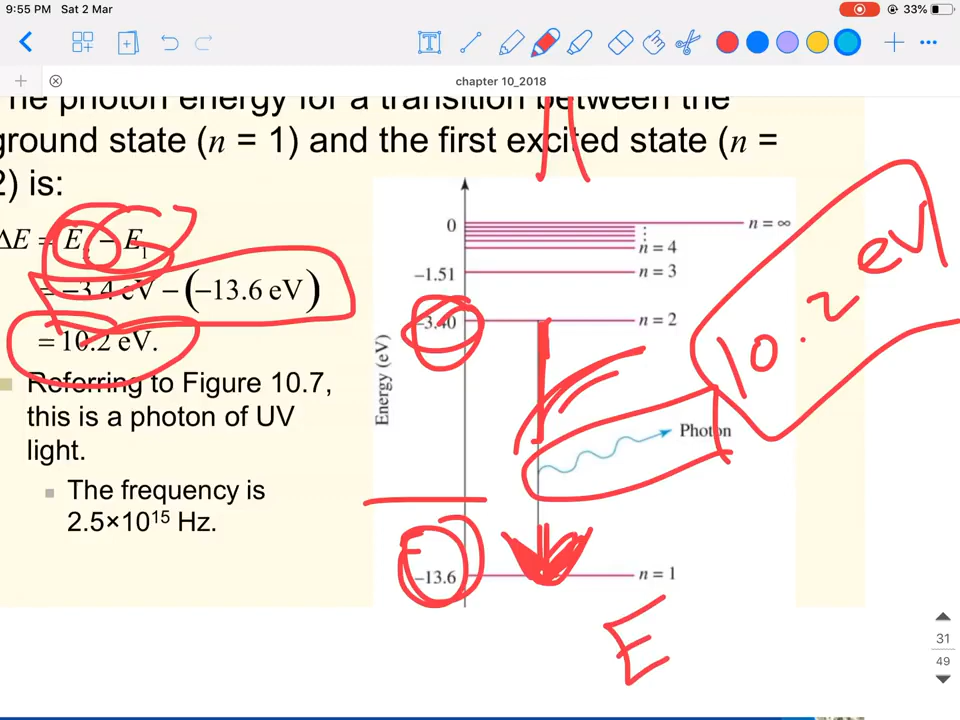 9:55 PM Sat 2 Mar
33%
chapter 10_2018
The photon energy for a transition between the
ground state (n = 1) and the first excited state (n =
2) is:
ΔE = E₂ − E₁
= −3.4 eV − (−13.6 eV)
= 10.2 eV.
Referring to Figure 10.7,
this is a photon of UV
light.
The frequency is
2.5×10¹⁵ Hz.
Energy (eV)
0
n = ∞
n = 4
−1.51
n = 3
−3.40
n = 2
Photon
−13.6
n = 1
10.2 eV
E
31
49